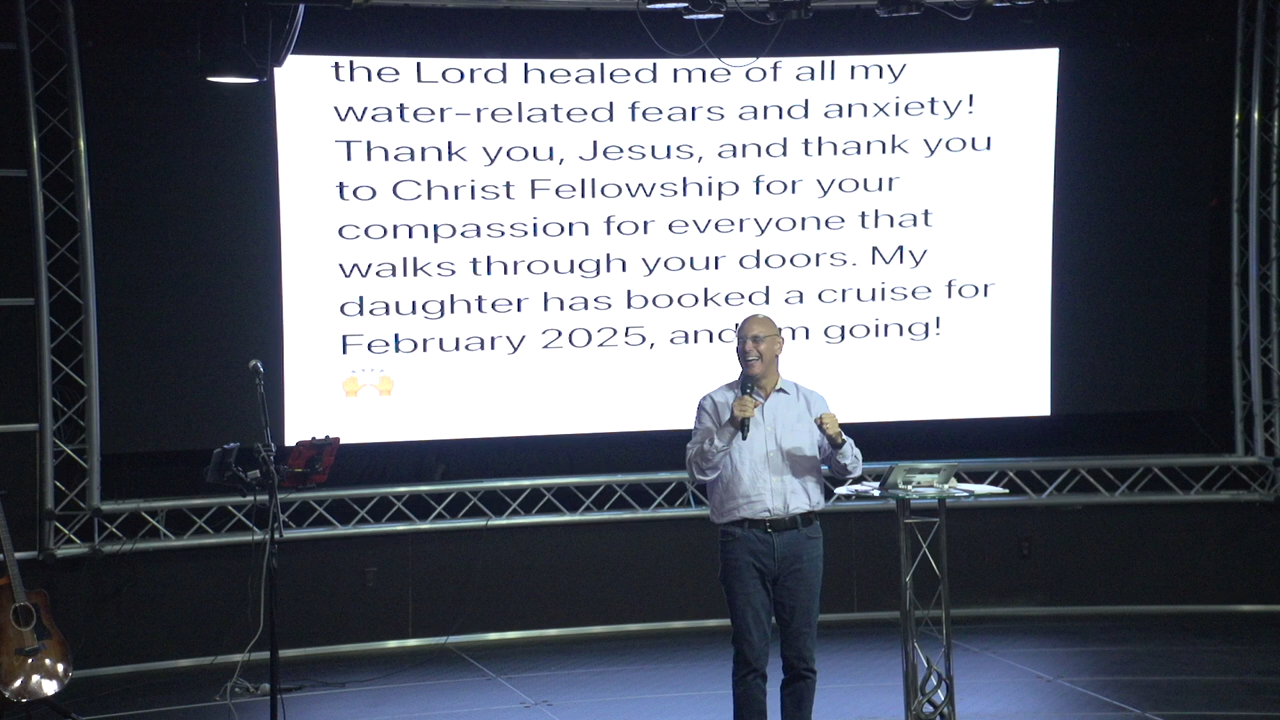 the Lord healed me of all my
water-related fears and anxiety!
Thank you, Jesus, and thank you
to Christ Fellowship for your
compassion for everyone that
walks through your doors. My
daughter has booked a cruise for
February 2025, and m going!
🙌